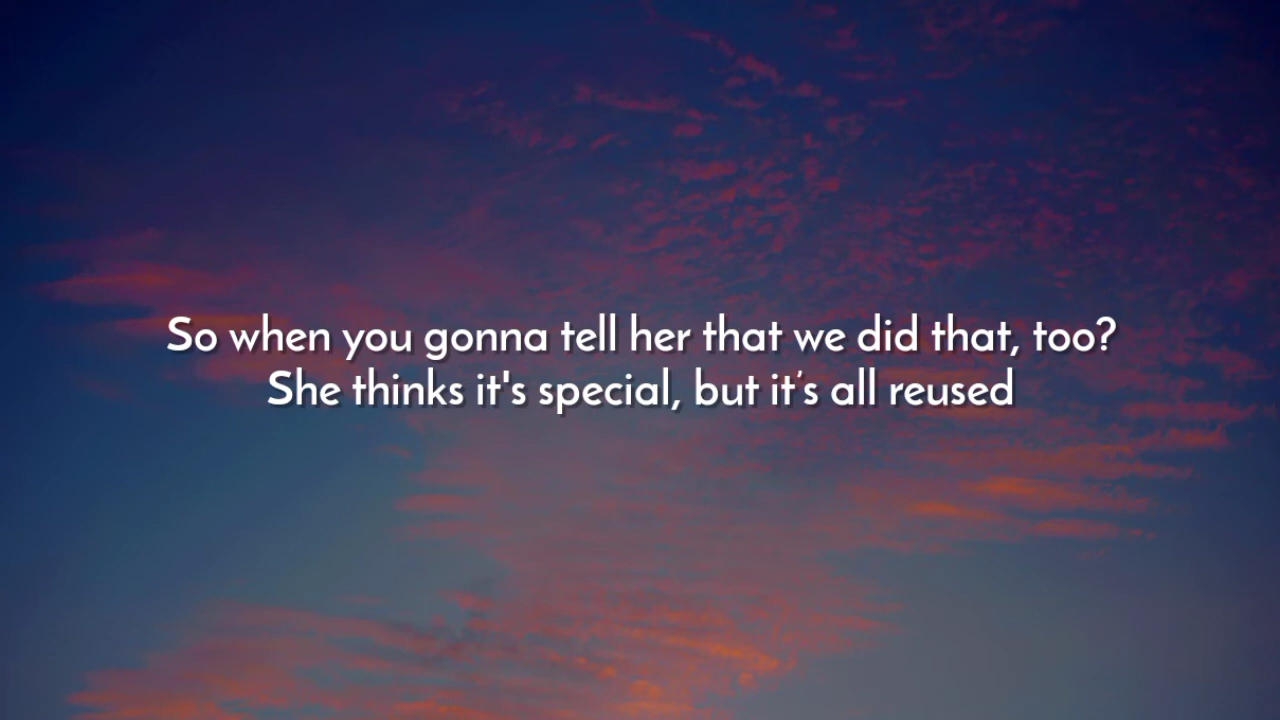 So when you gonna tell her that we did that, too?
She thinks it's special, but it’s all reused